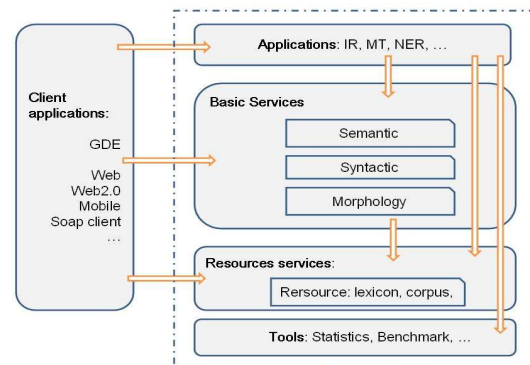 Client
applications:
GDE
Web
Web2.0
Mobile
Soap client
…
Applications: IR, MT, NER, …
Basic Services
Semantic
Syntactic
Morphology
Resources services:
Rersource: lexicon, corpus,
Tools: Statistics, Benchmark, …